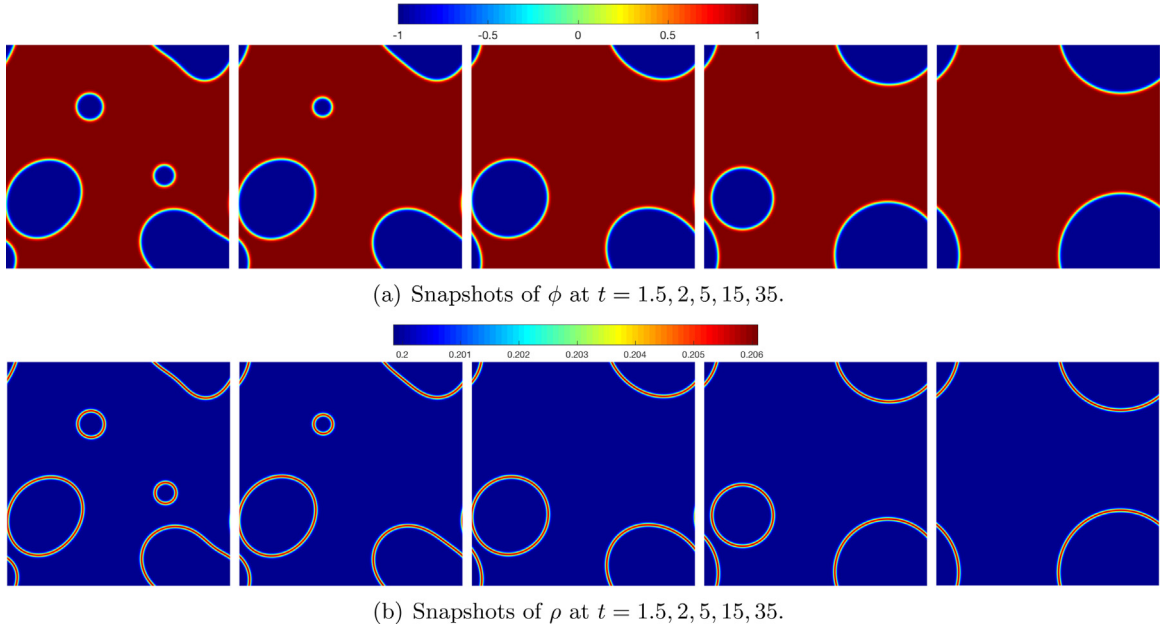 -1 -0.5 0 0.5 1
(a) Snapshots of ϕ at t = 1.5, 2, 5, 15, 35.
0.2 0.201 0.202 0.203 0.204 0.205 0.206
(b) Snapshots of ρ at t = 1.5, 2, 5, 15, 35.